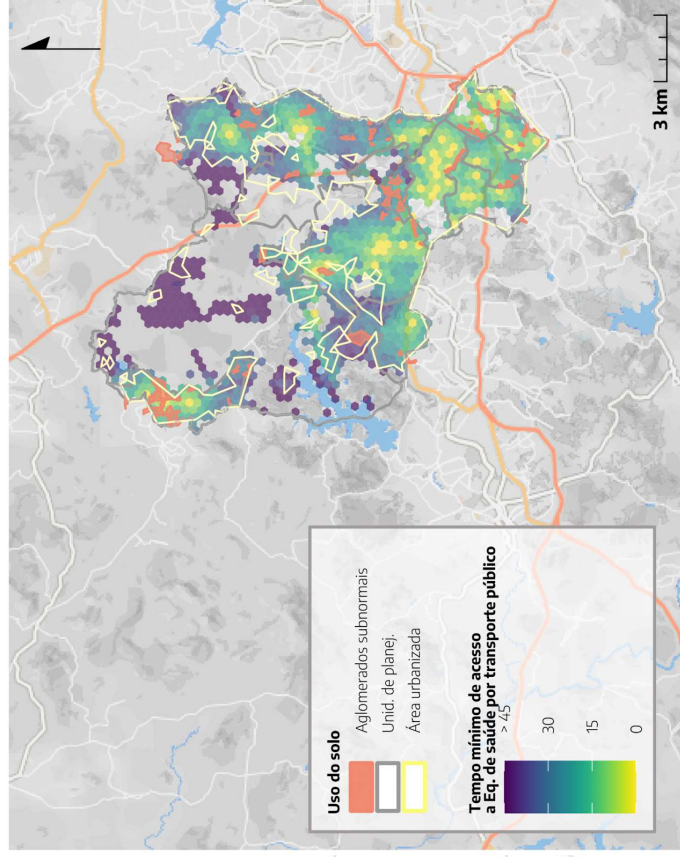 3 km
Uso do solo
Aglomerados subnormais
Unid. de planej.
Área urbanizada
Tempo mínimo de acesso
a Eq. de saúde por transporte público
> 45
30
15
0